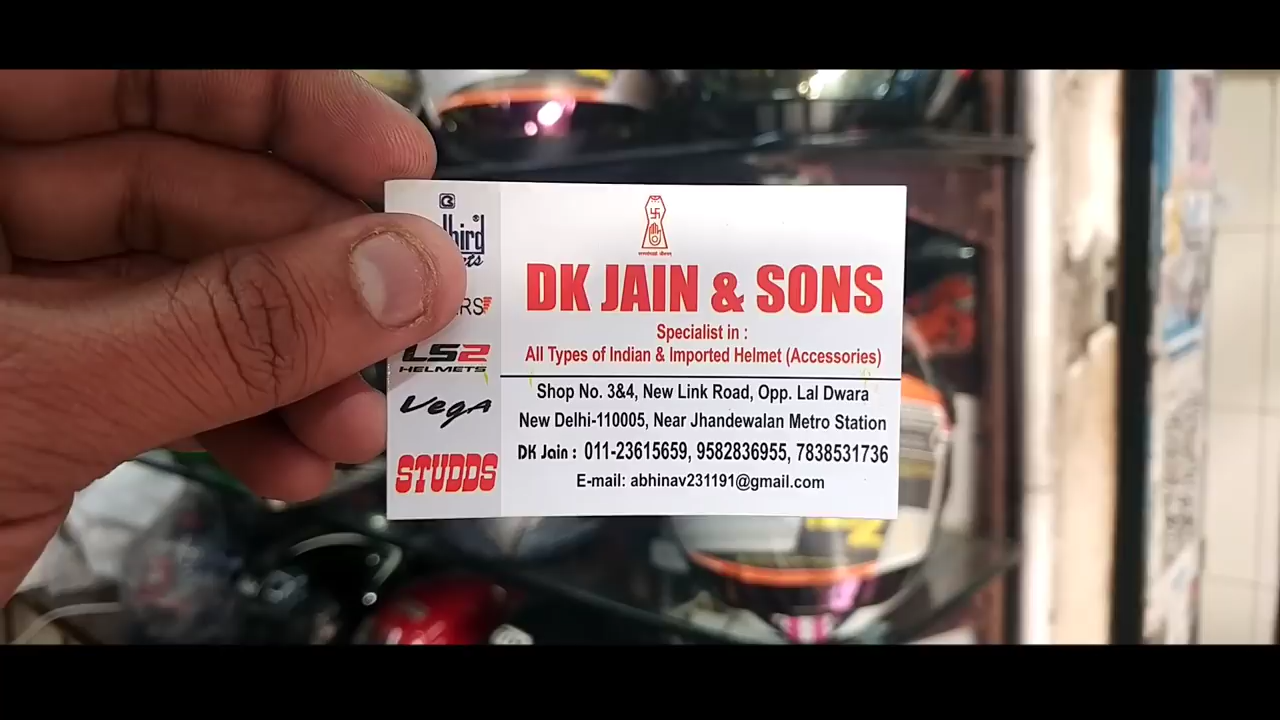 LS2
HELMETS
VegA
STUDDS
DK JAIN & SONS
Specialist in :
All Types of Indian & Imported Helmet (Accessories)
Shop No. 3&4, New Link Road, Opp. Lal Dwara
New Delhi-110005, Near Jhandewalan Metro Station
DK Jain : 011-23615659, 9582836955, 7838531736
E-mail: abhinav231191@gmail.com